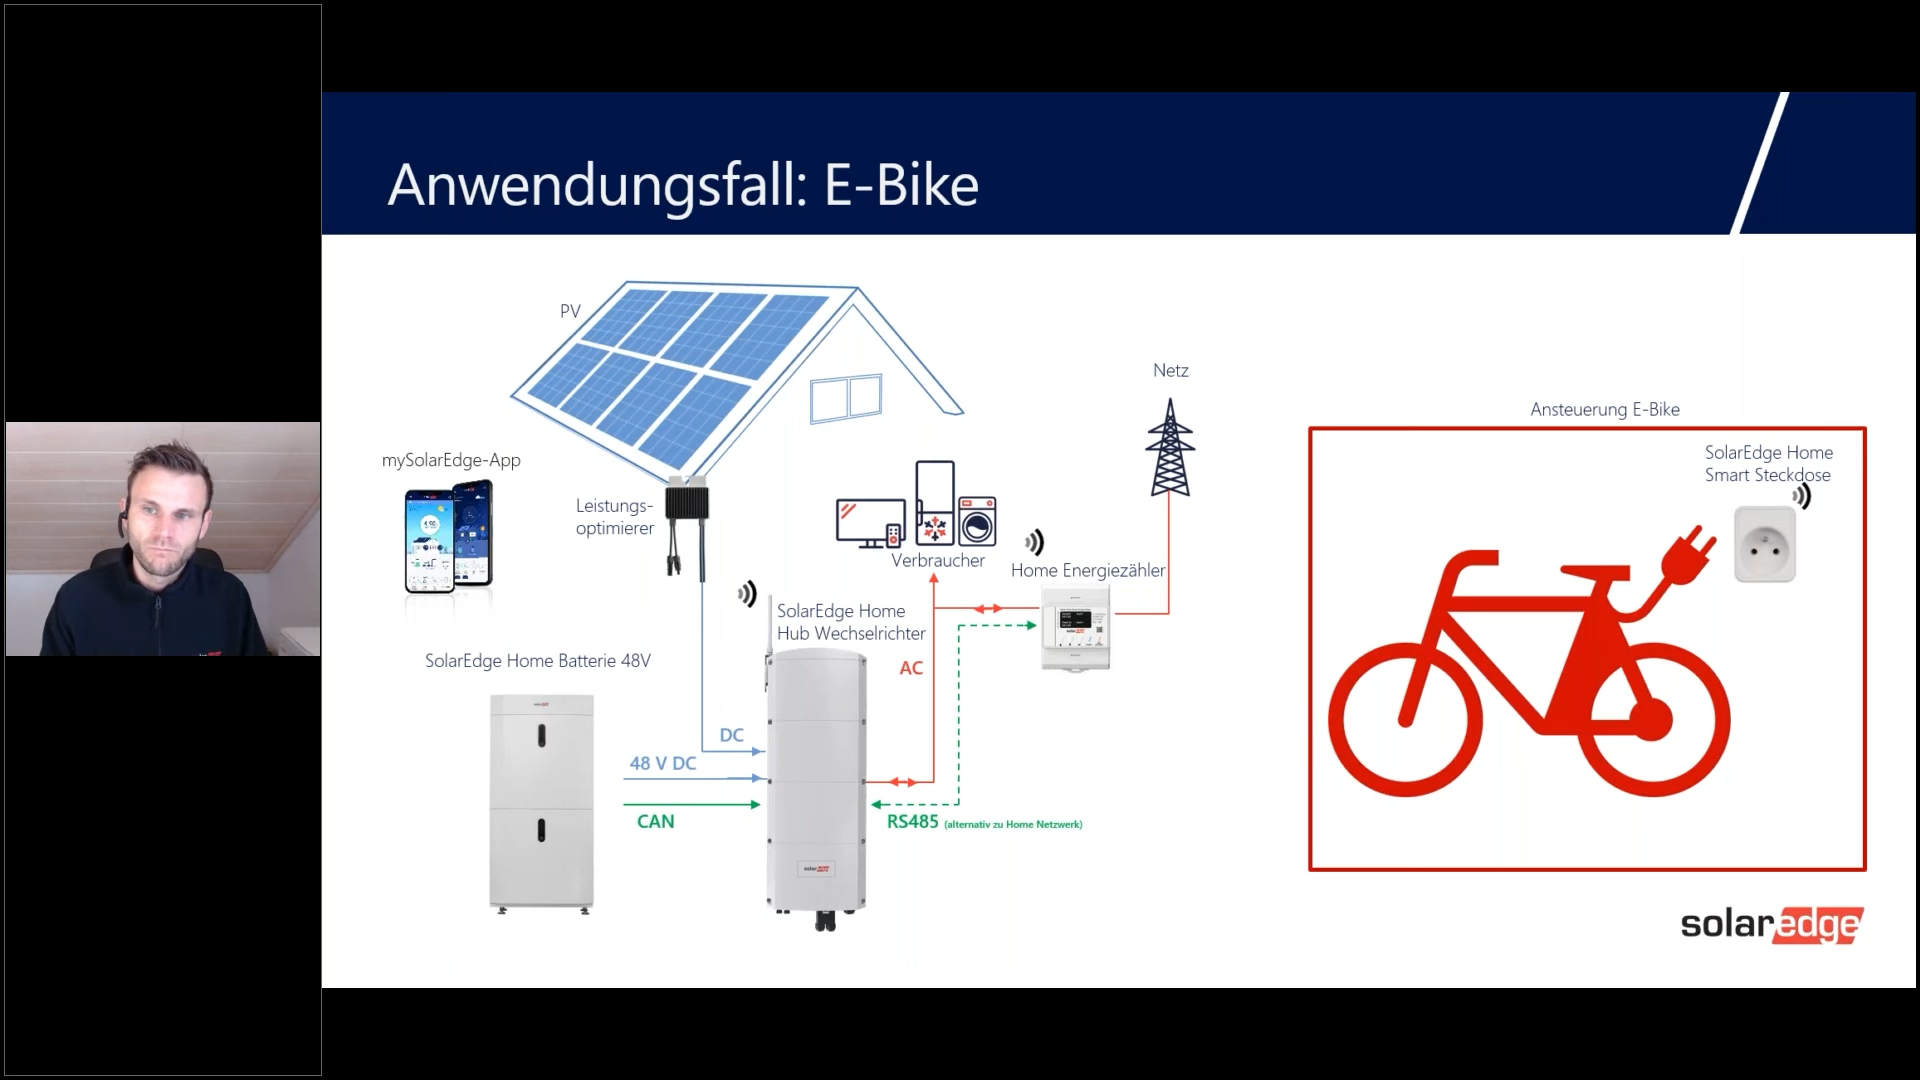 Anwendungsfall: E-Bike
PV
Netz
Ansteuerung E-Bike
SolarEdge Home
Smart Steckdose
mySolarEdge-App
Leistungs-
optimierer
Verbraucher
Home Energiezähler
SolarEdge Home
Hub Wechselrichter
SolarEdge Home Batterie 48V
AC
DC
48 V DC
CAN
RS485 (alternativ zu Home Netzwerk)
solaredge
solaredge